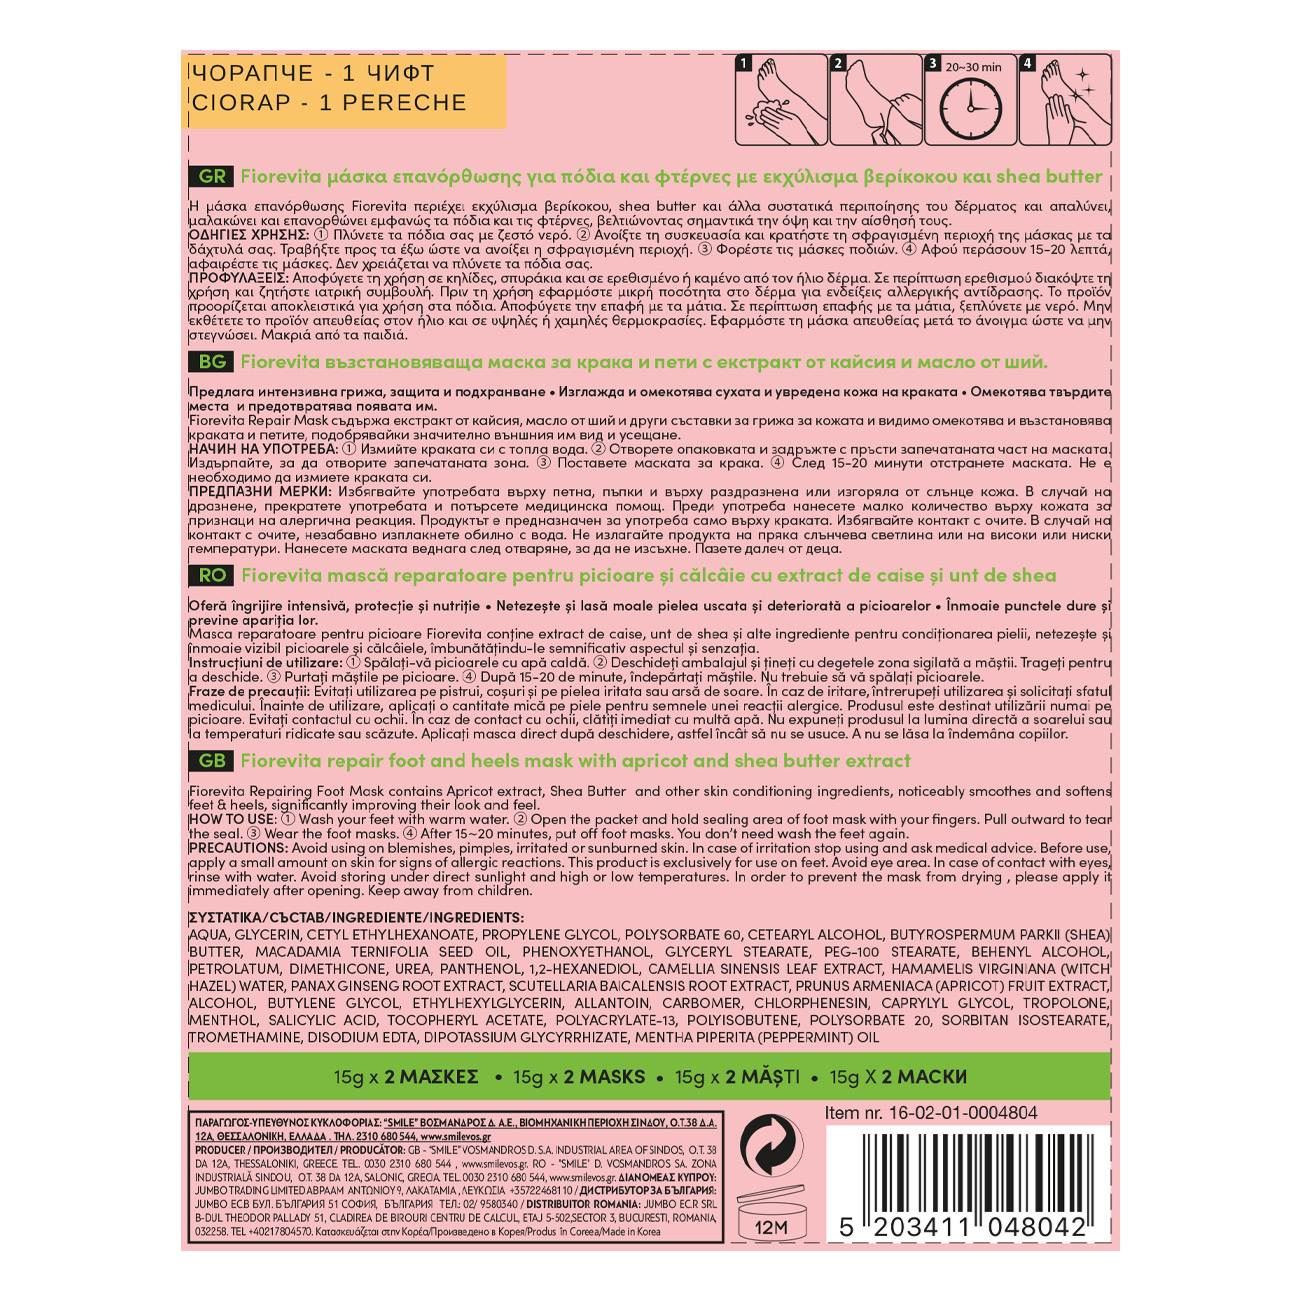 ЧОРАПЧЕ - 1 ЧИФТ
CIORAP - 1 PERECHE
1
2
3 20~30 min
4
GR Fiorevita μάσκα επανόρθωσης για πόδια και φτέρνες με εκχύλισμα βερίκοκου και shea butter
Η μάσκα επανόρθωσης Fiorevita περιέχει εκχύλισμα βερίκοκου, shea butter και άλλα συστατικά περιποίησης του δέρματος και απαλύνει,
μαλακώνει και επανορθώνει εμφανώς τα πόδια και τις φτέρνες, βελτιώνοντας σημαντικά την όψη και την αίσθησή τους.
ΟΔΗΓΙΕΣ ΧΡΗΣΗΣ: ① Πλύνετε τα πόδια σας με ζεστό νερό. ② Ανοίξτε τη συσκευασία και κρατήστε τη σφραγισμένη περιοχή της μάσκας με τα
δάχτυλά σας. Τραβήξτε προς τα έξω ώστε να ανοίξει η σφραγισμένη περιοχή. ③ Φορέστε τις μάσκες ποδιών. ④ Αφού περάσουν 15-20 λεπτά,
αφαιρέστε τις μάσκες. Δεν χρειάζεται να πλύνετε τα πόδια σας.
ΠΡΟΦΥΛΑΞΕΙΣ: Αποφύγετε τη χρήση σε κηλίδες, σπυράκια και σε ερεθισμένο ή καμένο από τον ήλιο δέρμα. Σε περίπτωση ερεθισμού διακόψτε τη
χρήση και ζητήστε ιατρική συμβουλή. Πριν τη χρήση εφαρμόστε μικρή ποσότητα στο δέρμα για ενδείξεις αλλεργικής αντίδρασης. Το προϊόν
προορίζεται αποκλειστικά για χρήση στα πόδια. Αποφύγετε την επαφή με τα μάτια. Σε περίπτωση επαφής με τα μάτια, ξεπλύνετε με νερό. Μην
εκθέτετε το προϊόν απευθείας στον ήλιο και σε υψηλές ή χαμηλές θερμοκρασίες. Εφαρμόστε τη μάσκα απευθείας μετά το άνοιγμα ώστε να μην
στεγνώσει. Μακριά από τα παιδιά.
BG Fiorevita възстановяваща маска за крака и пети с екстракт от кайсия и масло от ший.
Предлага интензивна грижа, защита и подхранване • Изглажда и омекотява сухата и увредена кожа на краката • Омекотява твърдите
места и предотвратява появата им.
Fiorevita Repair Mask съдържа екстракт от кайсия, масло от ший и други съставки за грижа за кожата и видимо омекотява и възстановява
краката и петите, подобрявайки значително външния им вид и усещане.
НАЧИН НА УПОТРЕБА: ① Измийте краката си с топла вода. ② Отворете опаковката и задръжте с пръсти запечатаната част на маската.
Издърпайте, за да отворите запечатаната зона. ③ Поставете маската за крака. ④ След 15-20 минути отстранете маската. Не е
необходимо да измиете краката си.
ПРЕДПАЗНИ МЕРКИ: Избягвайте употребата върху петна, пъпки и върху раздразнена или изгоряла от слънце кожа. В случай на
дразнене, прекратете употребата и потърсете медицинска помощ. Преди употреба нанесете малко количество върху кожата за
признаци на алергична реакция. Продуктът е предназначен за употреба само върху краката. Избягвайте контакт с очите. В случай на
контакт с очите, незабавно изплакнете обилно с вода. Не излагайте продукта на пряка слънчева светлина или на високи или ниски
температури. Нанесете маската веднага след отваряне, за да не изсъхне. Пазете далеч от деца.
RO Fiorevita mască reparatoare pentru picioare și călcâie cu extract de caise și unt de shea
Oferă îngrijire intensivă, protecție și nutriție • Netezește și lasă moale pielea uscata și deteriorată a picioarelor • Înmoaie punctele dure și
previne apariția lor.
Masca reparatoare pentru picioare Fiorevita conține extract de caise, unt de shea și alte ingrediente pentru condiționarea pielii, netezește și
înmoaie vizibil picioarele și călcâiele, îmbunătățindu-le semnificativ aspectul și senzația.
Instrucțiuni de utilizare: ① Spălați-vă picioarele cu apă caldă. ② Deschideți ambalajul și țineți cu degetele zona sigilată a măștii. Trageți pentru
a deschide. ③ Purtați măștile pe picioare. ④ După 15-20 de minute, îndepărtați măștile. Nu trebuie să vă spălați picioarele.
Fraze de precauții: Evitați utilizarea pe pistrui, coșuri și pe pielea iritata sau arsă de soare. În caz de iritare, întrerupeți utilizarea și solicitați sfatul
medicului. Înainte de utilizare, aplicați o cantitate mică pe piele pentru semnele unei reacții alergice. Produsul este destinat utilizării numai pe
picioare. Evitați contactul cu ochii. În caz de contact cu ochii, clătiți imediat cu multă apă. Nu expuneți produsul la lumina directă a soarelui sau
la temperaturi ridicate sau scăzute. Aplicați masca direct după deschidere, astfel încât să nu se usuce. A nu se lăsa la îndemâna copiilor.
GB Fiorevita repair foot and heels mask with apricot and shea butter extract
Fiorevita Repairing Foot Mask contains Apricot extract, Shea Butter and other skin conditioning ingredients, noticeably smoothes and softens
feet & heels, significantly improving their look and feel.
HOW TO USE: ① Wash your feet with warm water. ② Open the packet and hold sealing area of foot mask with your fingers. Pull outward to tear
the seal. ③ Wear the foot masks. ④ After 15~20 minutes, put off foot masks. You don't need wash the feet again.
PRECAUTIONS: Avoid using on blemishes, pimples, irritated or sunburned skin. In case of irritation stop using and ask medical advice. Before use,
apply a small amount on skin for signs of allergic reactions. This product is exclusively for use on feet. Avoid eye area. In case of contact with eyes,
rinse with water. Avoid storing under direct sunlight and high or low temperatures. In order to prevent the mask from drying , please apply it
immediately after opening. Keep away from children.
ΣΥΣΤΑΤΙΚΑ/СЪСТАВ/INGREDIENTE/INGREDIENTS:
AQUA, GLYCERIN, CETYL ETHYLHEXANOATE, PROPYLENE GLYCOL, POLYSORBATE 60, CETEARYL ALCOHOL, BUTYROSPERMUM PARKII (SHEA)
BUTTER, MACADAMIA TERNIFOLIA SEED OIL, PHENOXYETHANOL, GLYCERYL STEARATE, PEG-100 STEARATE, BEHENYL ALCOHOL,
PETROLATUM, DIMETHICONE, UREA, PANTHENOL, 1,2-HEXANEDIOL, CAMELLIA SINENSIS LEAF EXTRACT, HAMAMELIS VIRGINIANA (WITCH
HAZEL) WATER, PANAX GINSENG ROOT EXTRACT, SCUTELLARIA BAICALENSIS ROOT EXTRACT, PRUNUS ARMENIACA (APRICOT) FRUIT EXTRACT,
ALCOHOL, BUTYLENE GLYCOL, ETHYLHEXYLGLYCERIN, ALLANTOIN, CARBOMER, CHLORPHENESIN, CAPRYLYL GLYCOL, TROPOLONE,
MENTHOL, SALICYLIC ACID, TOCOPHERYL ACETATE, POLYACRYLATE-13, POLYISOBUTENE, POLYSORBATE 20, SORBITAN ISOSTEARATE,
TROMETHAMINE, DISODIUM EDTA, DIPOTASSIUM GLYCYRRHIZATE, MENTHA PIPERITA (PEPPERMINT) OIL
15g x 2 ΜΑΣΚΕΣ • 15g x 2 MASKS • 15g x 2 MĂȘTI • 15g X 2 МАСКИ
ΠΑΡΑΓΩΓΟΣ-ΥΠΕΥΘΥΝΟΣ ΚΥΚΛΟΦΟΡΙΑΣ: "SMILE" ΒΟΣΜΑΝΔΡΟΣ Δ. Α.Ε., ΒΙΟΜΗΧΑΝΙΚΗ ΠΕΡΙΟΧΗ ΣΙΝΔΟΥ, Ο.Τ.38 Δ.Α.
12Α, ΘΕΣΣΑΛΟΝΙΚΗ, ΕΛΛΑΔΑ . ΤΗΛ. 2310 680 544, www.smilevos.gr
PRODUCER / ПРОИЗВОДИТЕЛ / PRODUCĂTOR: GB - "SMILE" VOSMANDROS D. S.A. INDUSTRIAL AREA OF SINDOS, O.T. 38
DA 12A, THESSALONIKI, GREECE TEL. 0030 2310 680 544 , www.smilevos.gr. RO - "SMILE" D. VOSMANDROS SA. ZONA
INDUSTRIALĂ SINDOU, O.T. 38 DA 12A, SALONIC, GRECIA TEL. 0030 2310 680 544, www.smilevos.gr. ΔΙΑΝΟΜΕΑΣ ΚΥΠΡΟΥ:
JUMBO TRADING LIMITED ΑΒΡΑΑΜ ΑΝΤΩΝΙΟΥ 9, ΛΑΚΑΤΑΜΙΑ , ΛΕΥΚΩΣΙΑ +35722468110 / ДИСТРИБУТОР ЗА БЪЛГАРИЯ:
JUMBO ECB БУЛ. БЪЛГАРИЯ 51 СОФИЯ, БЪЛГАРИЯ ТЕЛ: 02/ 9580340 / DISTRIBUITOR ROMANIA: JUMBO EC.R SRL
B-DUL THEODOR PALLADY 51, CLADIREA DE BIROURI CENTRU DE CALCUL, ETAJ 5-502,SECTOR 3, BUCURESTI, ROMANIA,
032258. TEL +40217804570. Κατασκευάζεται στην Κορέα/Произведено в Корея/Produs în Coreea/Made in Korea
12M
Item nr. 16-02-01-0004804
5 203411 048042